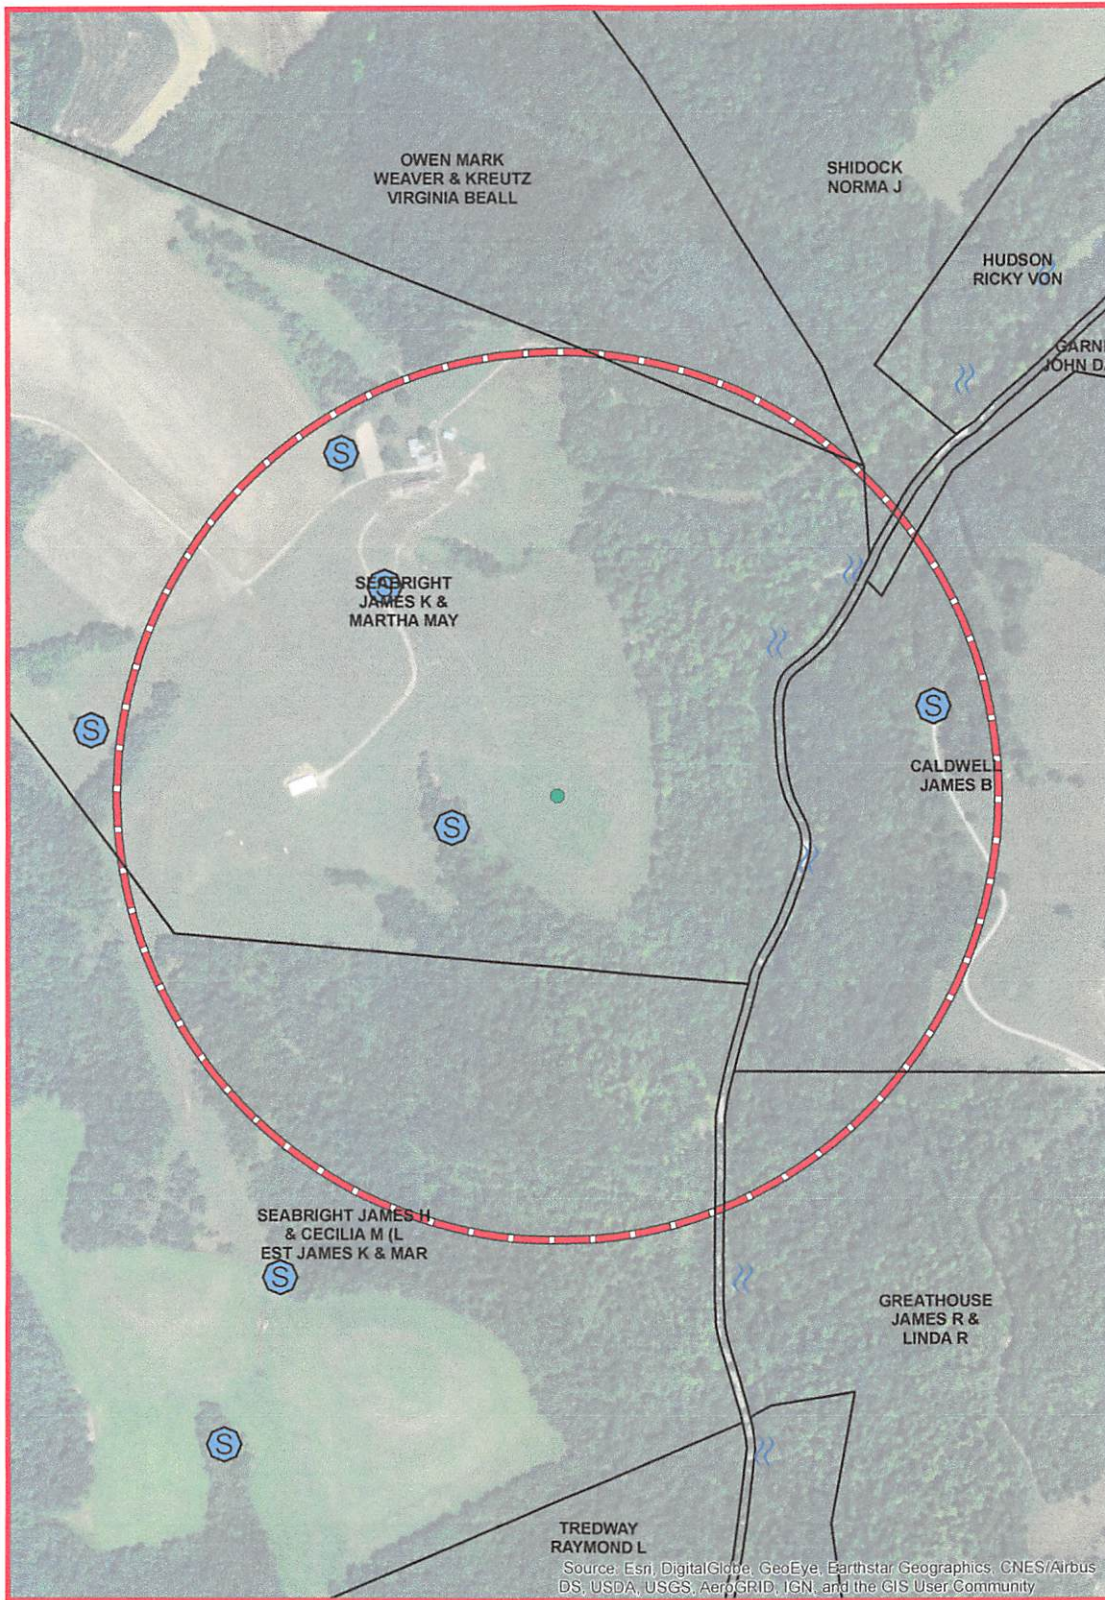 OWEN MARK
WEAVER & KREUTZ
VIRGINIA BEALL
SHIDOCK
NORMA J
HUDSON
RICKY VON
GARN
JOHN D
S
SEABRIGHT
S
JAMES K &
MARTHA MAY
S
S
CALDWELL
JAMES B
S
SEABRIGHT JAMES H
& CECILIA M (L
EST JAMES K & MAR
S
GREATHOUSE
JAMES R &
LINDA R
S
TREDWAY
RAYMOND L
Source: Esri, DigitalGlobe, GeoEye, Earthstar Geographics, CNES/Airbus
DS, USDA, USGS, AeroGRID, IGN, and the GIS User Community